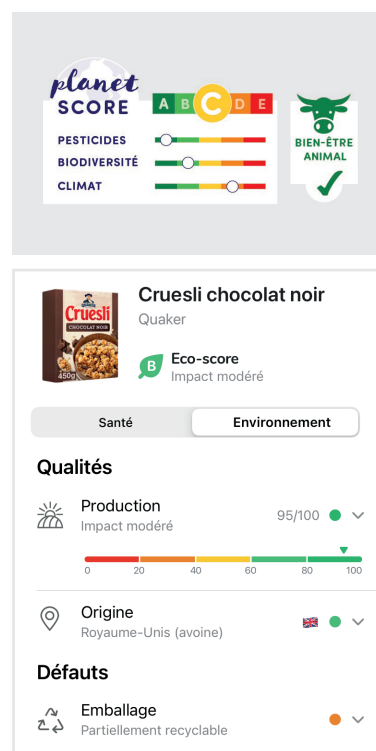 planet
SCORE
A B C D E
PESTICIDES
BIODIVERSITÉ
CLIMAT
BIEN-ÊTRE
ANIMAL
Cruesli
CHOCOLAT NOIR
450g
Cruesli chocolat noir
Quaker
B
Eco-score
Impact modéré
Santé
Environnement
Qualités
Production
95/100
Impact modéré
0 20 40 60 80 100
Origine
Royaume-Unis (avoine)
Défauts
Emballage
Partiellement recyclable